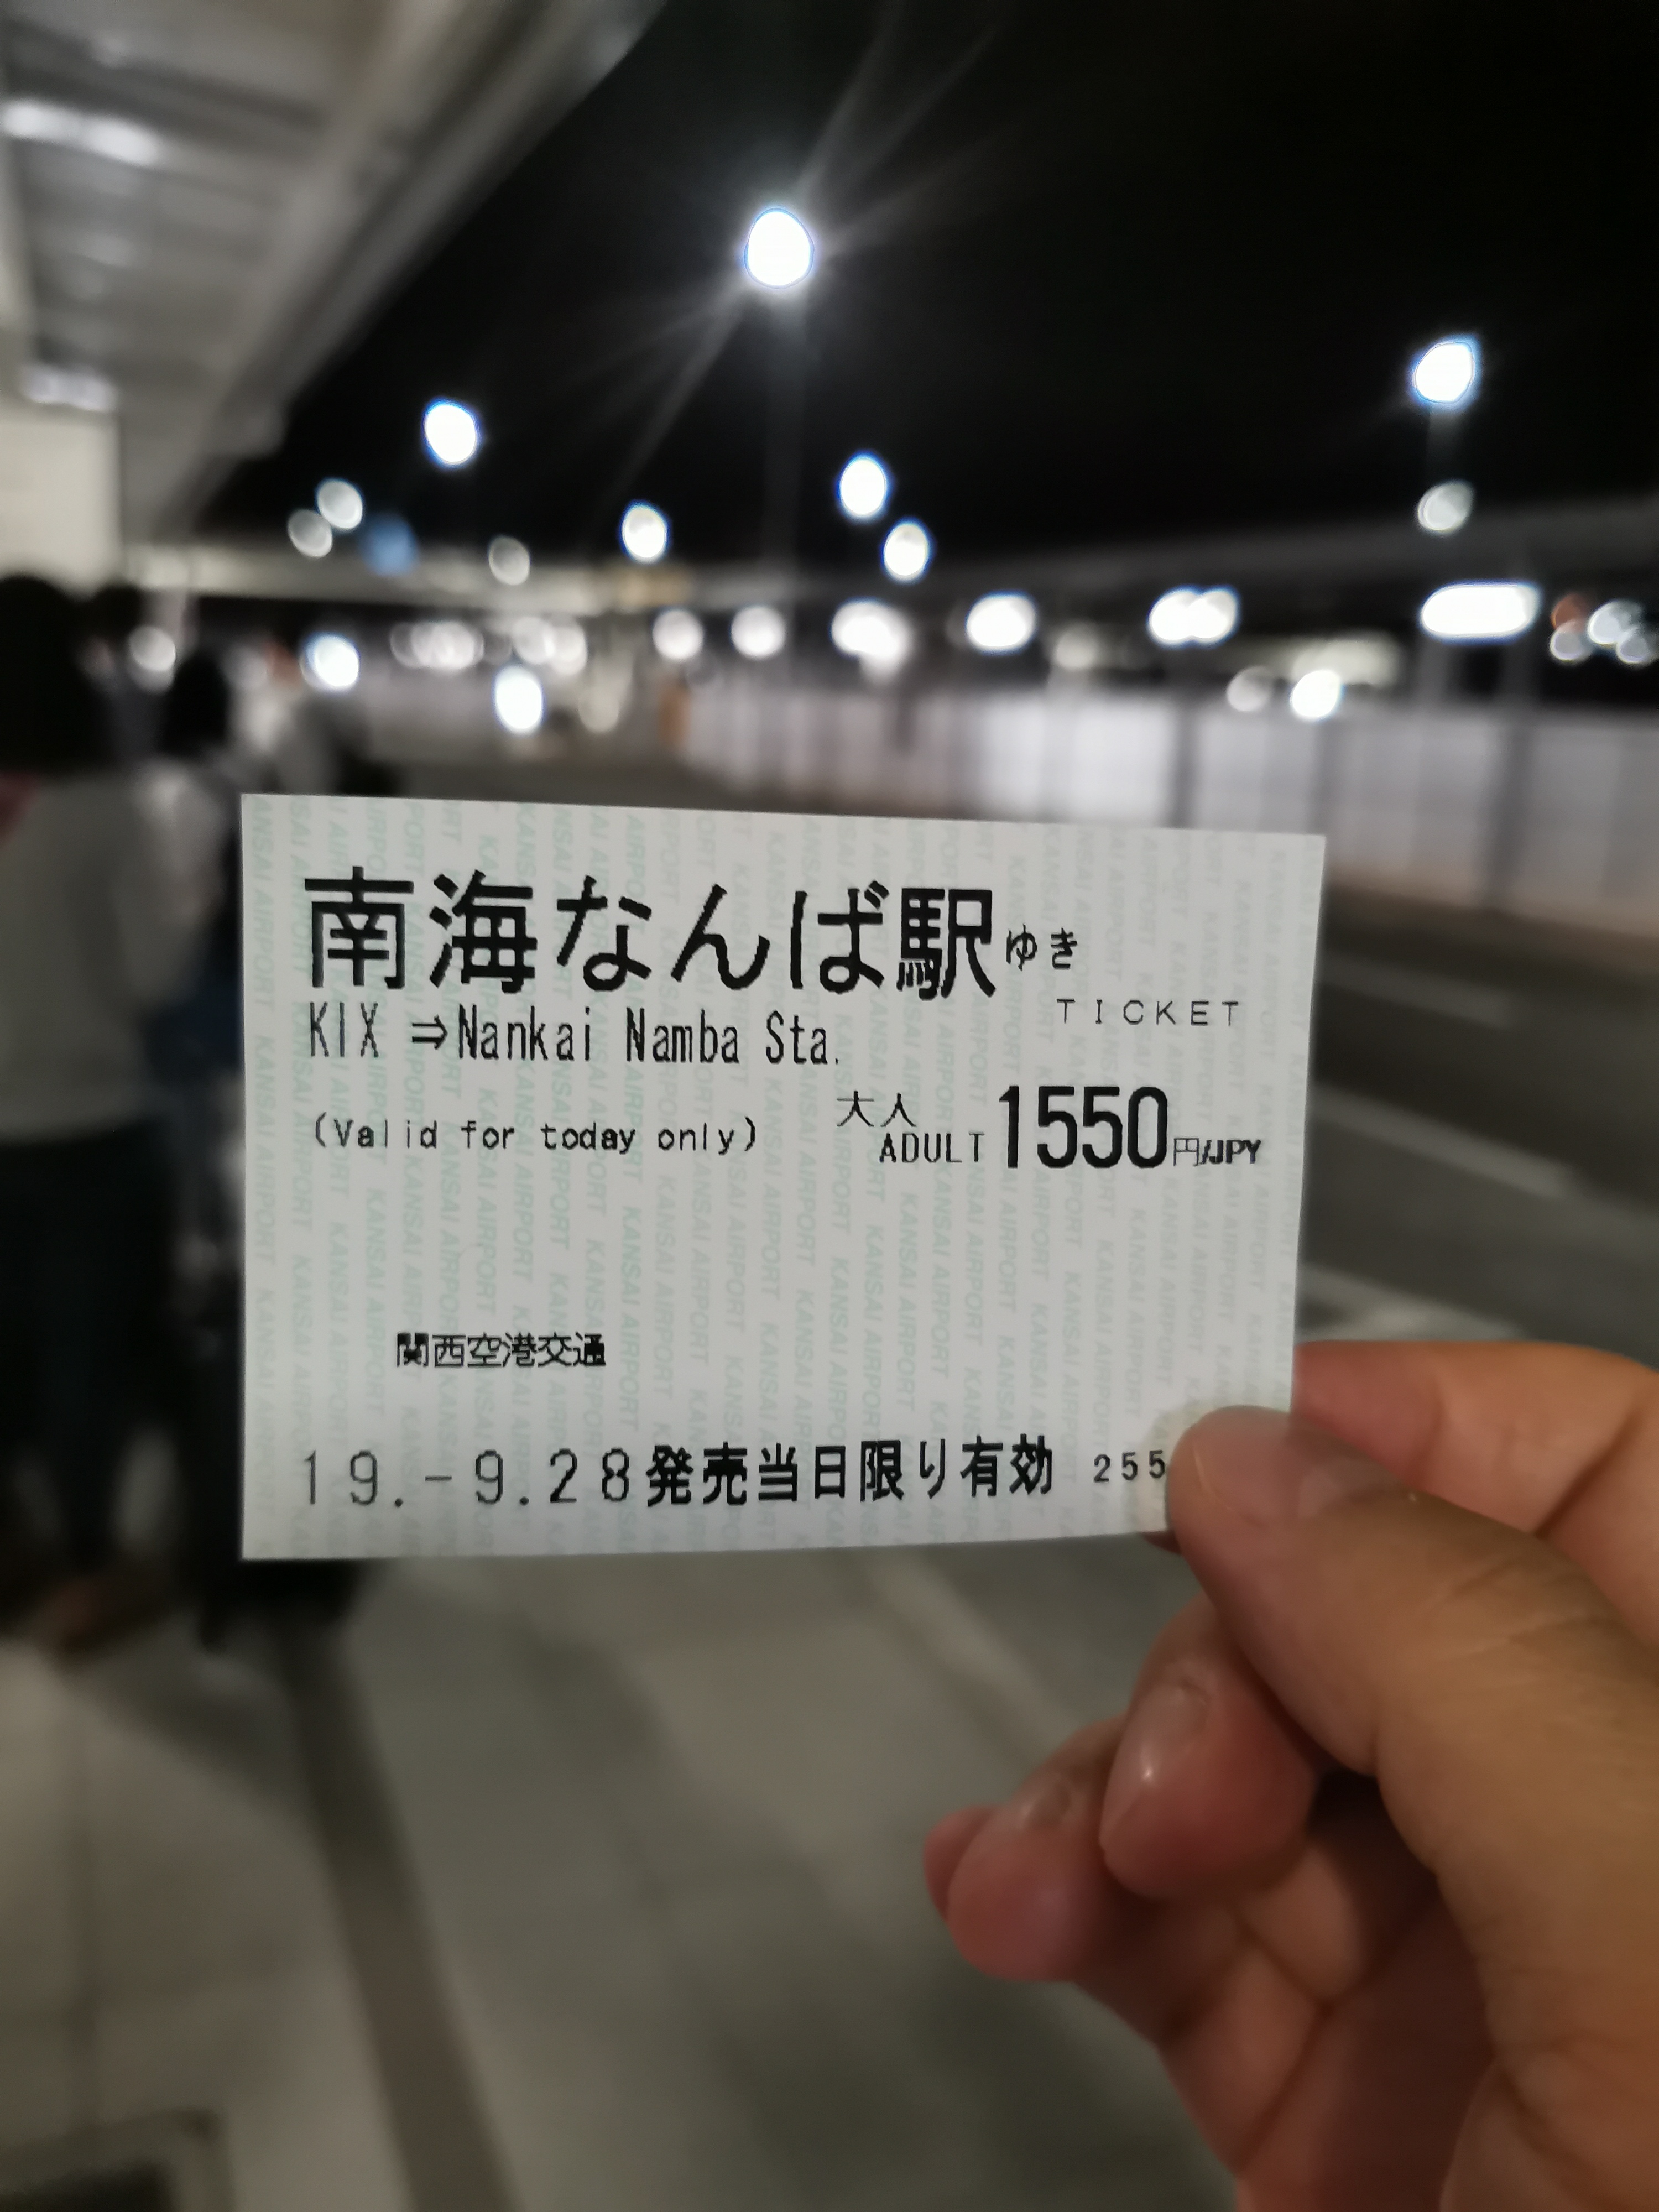 南海なんば駅ゆき
TICKET
KIX ⇒Nankai Namba Sta.
(Valid for today only)
大人
ADULT 1550円/JPY
関西空港交通
19.-9.28発売当日限り有効 255